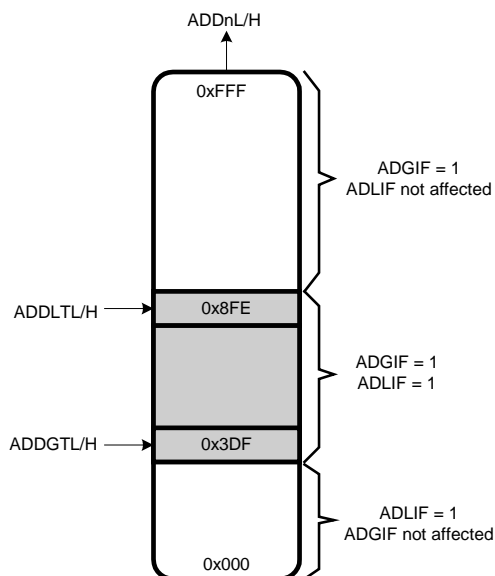 ADDnL/H
0xFFF
ADGIF = 1
ADLIF not affected
ADDLTL/H
0x8FE
ADGIF = 1
ADLIF = 1
ADDGTL/H
0x3DF
ADLIF = 1
ADGIF not affected
0x000